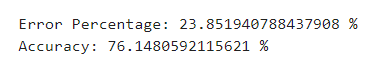 Error Percentage: 23.851940788437908 %
Accuracy: 76.1480592115621 %